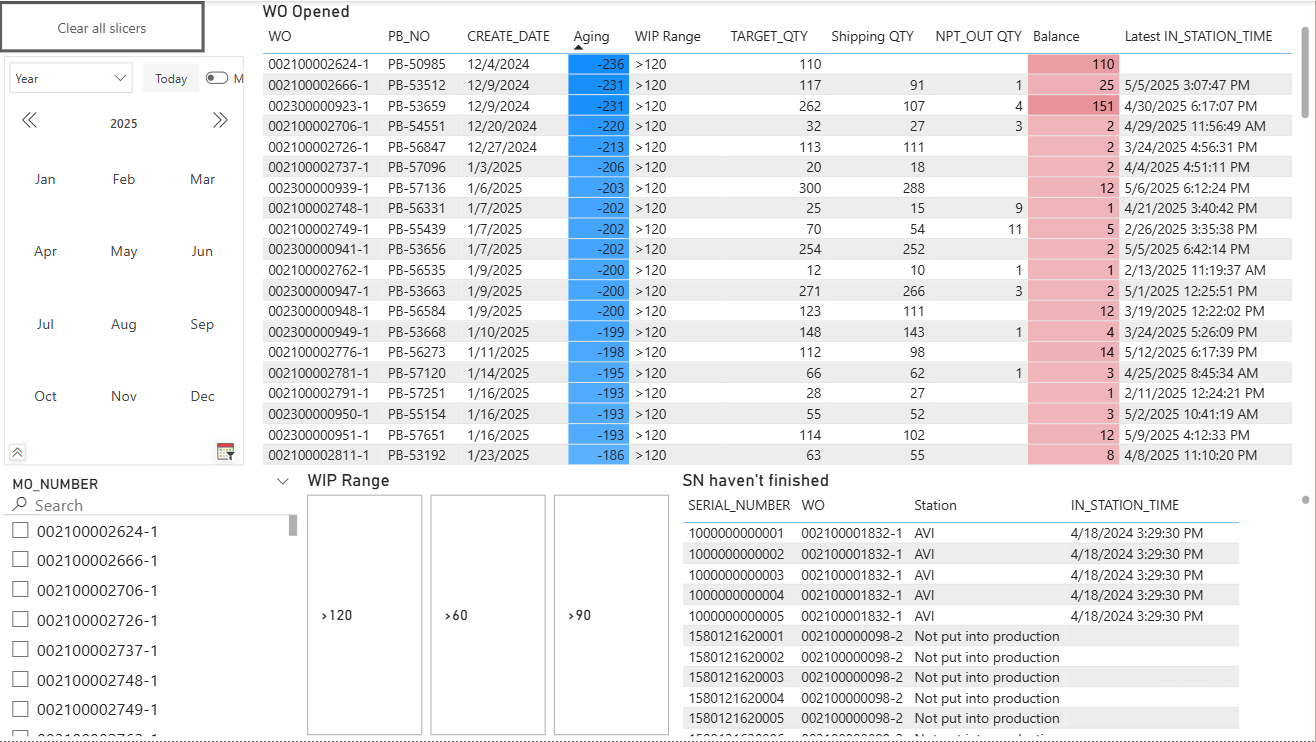 Clear all slicers
Year Today M
2025
Jan Feb Mar
Apr May Jun
Jul Aug Sep
Oct Nov Dec
WO Opened
WO PB_NO CREATE_DATE Aging WIP Range TARGET_QTY Shipping QTY NPT_OUT QTY Balance Latest IN_STATION_TIME
002100002624-1 PB-50985 12/4/2024 -236 >120 110 110
002100002666-1 PB-53512 12/9/2024 -231 >120 117 91 1 25 5/5/2025 3:07:47 PM
002300000923-1 PB-53659 12/9/2024 -231 >120 262 107 4 151 4/30/2025 6:17:07 PM
002100002706-1 PB-54551 12/20/2024 -220 >120 32 27 3 2 4/29/2025 11:56:49 AM
002100002726-1 PB-56847 12/27/2024 -213 >120 113 111 2 3/24/2025 4:56:31 PM
002100002737-1 PB-57096 1/3/2025 -206 >120 20 18 2 4/4/2025 4:51:11 PM
002300000939-1 PB-57136 1/6/2025 -203 >120 300 288 12 5/6/2025 6:12:24 PM
002100002748-1 PB-56331 1/7/2025 -202 >120 25 15 9 1 4/21/2025 3:40:42 PM
002100002749-1 PB-55439 1/7/2025 -202 >120 70 54 11 5 2/26/2025 3:35:38 PM
002300000941-1 PB-53656 1/7/2025 -202 >120 254 252 2 5/5/2025 6:42:14 PM
002100002762-1 PB-56535 1/9/2025 -200 >120 12 10 1 1 2/13/2025 11:19:37 AM
002300000947-1 PB-53663 1/9/2025 -200 >120 271 266 3 2 5/1/2025 12:25:51 PM
002300000948-1 PB-56584 1/9/2025 -200 >120 123 111 12 3/19/2025 12:22:02 PM
002300000949-1 PB-53668 1/10/2025 -199 >120 148 143 1 4 3/24/2025 5:26:09 PM
002100002776-1 PB-56273 1/11/2025 -198 >120 112 98 14 5/12/2025 6:17:39 PM
002100002781-1 PB-57120 1/14/2025 -195 >120 66 62 1 3 4/25/2025 8:45:34 AM
002100002791-1 PB-57251 1/16/2025 -193 >120 28 27 1 2/11/2025 12:24:21 PM
002300000950-1 PB-55154 1/16/2025 -193 >120 55 52 3 5/2/2025 10:41:19 AM
002300000951-1 PB-57651 1/16/2025 -193 >120 114 102 12 5/9/2025 4:12:33 PM
002100002811-1 PB-53192 1/23/2025 -186 >120 63 55 8 4/8/2025 11:10:20 PM
MO_NUMBER
Search
002100002624-1
002100002666-1
002100002706-1
002100002726-1
002100002737-1
002100002748-1
002100002749-1
WIP Range
>120 >60 >90
SN haven't finished
SERIAL_NUMBER WO Station IN_STATION_TIME
1000000000001 002100001832-1 AVI 4/18/2024 3:29:30 PM
1000000000002 002100001832-1 AVI 4/18/2024 3:29:30 PM
1000000000003 002100001832-1 AVI 4/18/2024 3:29:30 PM
1000000000004 002100001832-1 AVI 4/18/2024 3:29:30 PM
1000000000005 002100001832-1 AVI 4/18/2024 3:29:30 PM
1580121620001 002100000098-2 Not put into production
1580121620002 002100000098-2 Not put into production
1580121620003 002100000098-2 Not put into production
1580121620004 002100000098-2 Not put into production
1580121620005 002100000098-2 Not put into production